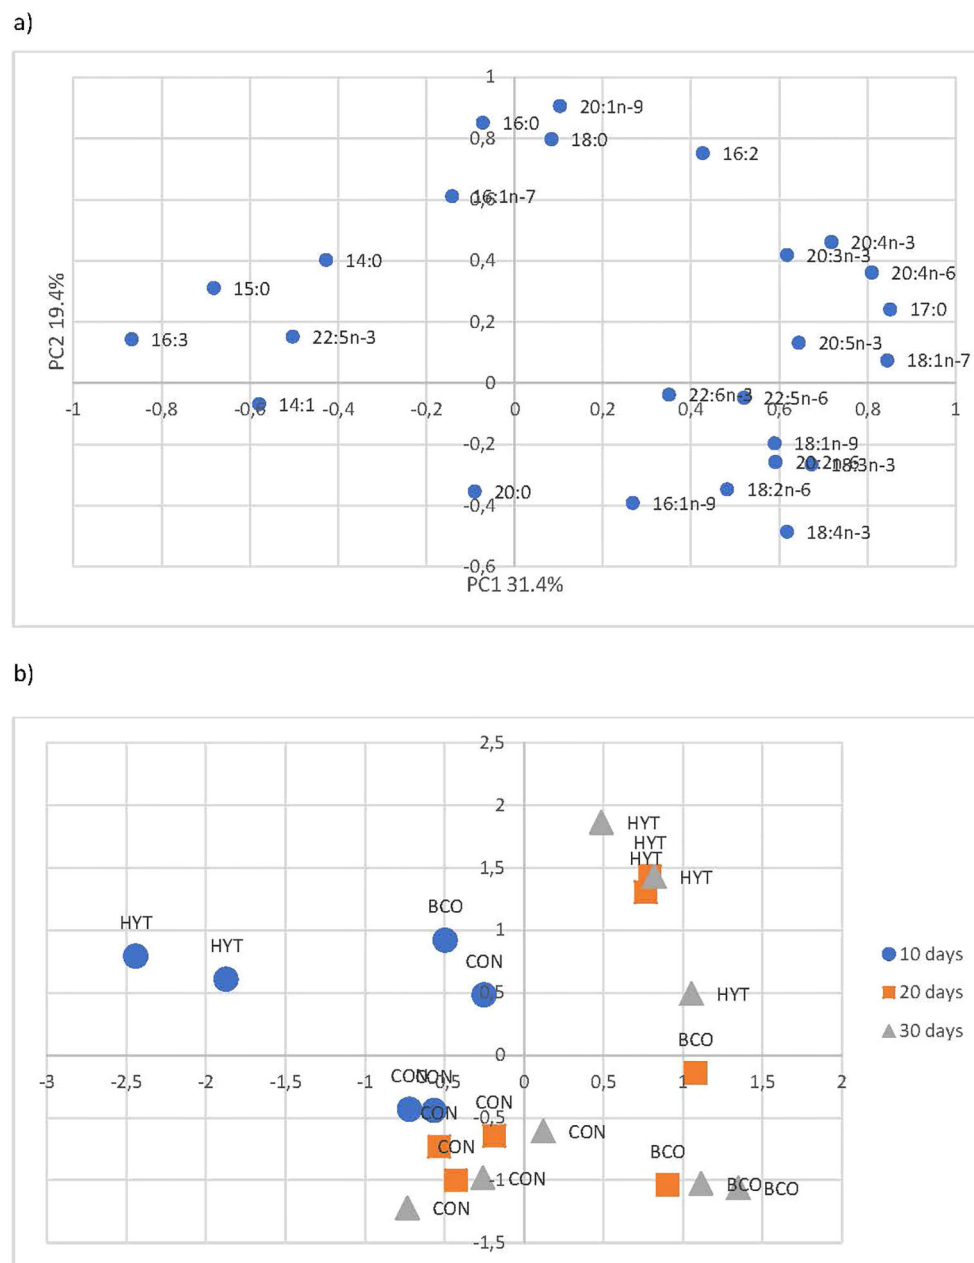 a)
1
20:1n-9
16:0
0,8
18:0
16:2
16:1n-7
0,6
20:4n-3
20:3n-3
14:0
0,4
20:4n-6
15:0
17:0
0,2
16:3
22:5n-3
20:5n-3
18:1n-7
PC2 19.4%
0
22:6n-3
22:5n-6
-1 -0,8 -0,6 -0,4 -0,2 0 0,2 0,4 0,6 0,8 1
14:1
-0,2
18:1n-9
20:2n-6
18:3n-3
20:0
18:2n-6
-0,4
16:1n-9
18:4n-3
-0,6
PC1 31.4%
b)
2,5
2
HYT
HYT
HYT
1,5
HYT
BCO
HYT
1
HYT
CON
10 days
0,5
HYT
20 days
BCO
30 days
0
CON CON
-3 -2,5 -2 -1,5 -1 -0,5 0 0,5 1 1,5 2
CON
CON
-0,5
CON
CON
BCO
-1
CON
BCO
BCO
CON
-1,5